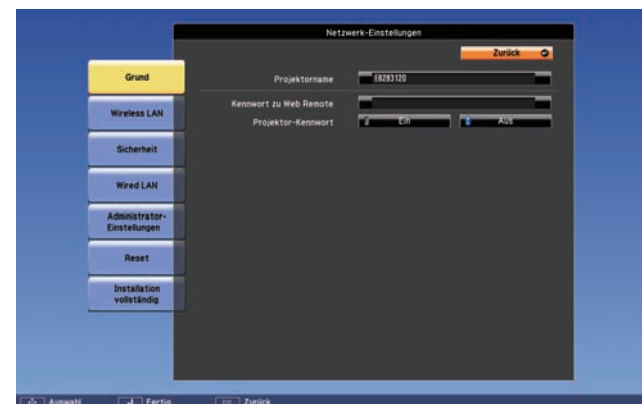 Netzwerk-Einstellungen
Zurück
Grund
Projektorname
EB283120
Kennwort zu Web Remote
Wireless LAN
Projektor-Kennwort
Ein
Aus
Sicherheit
Wired LAN
Administrator-
Einstellungen
Reset
Installation
vollständig
Auswahl
Fertig
Zurück